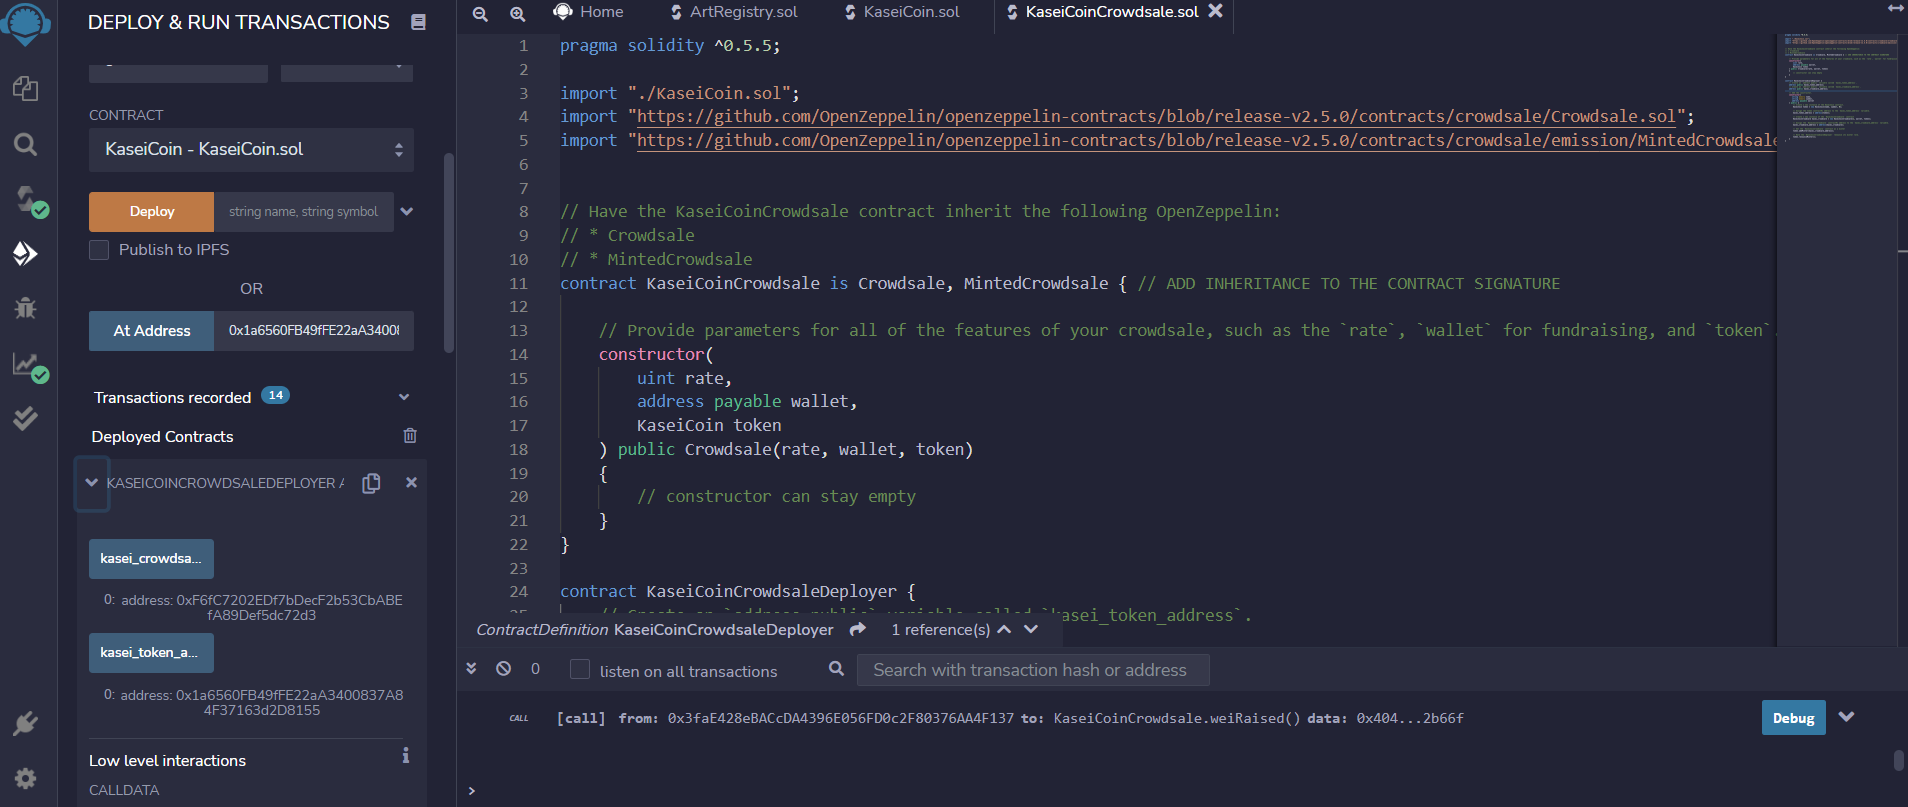 DEPLOY & RUN TRANSACTIONS
CONTRACT
KaseiCoin - KaseiCoin.sol
Deploy
string name, string symbol
Publish to IPFS
OR
At Address
0x1a6560FB49fFE22aA3400
Transactions recorded 14
Deployed Contracts
KASEICOINCROWDSALEDEPLOYER A
kasei_crowdsa...
0: address: 0xF6fC7202EDf7bDecF2b53CbABE
fA89Def5dc72d3
kasei_token_a...
0: address: 0x1a6560FB49fFE22aA3400837A8
4F37163d2D8155
Low level interactions
CALLDATA
Home
ArtRegistry.sol
KaseiCoin.sol
KaseiCoinCrowdsale.sol
1 pragma solidity ^0.5.5;
2
3 import "./KaseiCoin.sol";
4 import "https://github.com/OpenZeppelin/openzeppelin-contracts/blob/release-v2.5.0/contracts/crowdsale/Crowdsale.sol";
5 import "https://github.com/OpenZeppelin/openzeppelin-contracts/blob/release-v2.5.0/contracts/crowdsale/emission/MintedCrowdsale
6
7
8 // Have the KaseiCoinCrowdsale contract inherit the following OpenZeppelin:
9 // * Crowdsale
10 // * MintedCrowdsale
11 contract KaseiCoinCrowdsale is Crowdsale, MintedCrowdsale { // ADD INHERITANCE TO THE CONTRACT SIGNATURE
12
13 // Provide parameters for all of the features of your crowdsale, such as the `rate`, `wallet` for fundraising, and `token`.
14 constructor(
15 uint rate,
16 address payable wallet,
17 KaseiCoin token
18 ) public Crowdsale(rate, wallet, token)
19 {
20 // constructor can stay empty
21 }
22 }
23
24 contract KaseiCoinCrowdsaleDeployer {
kasei_token_address`.
ContractDefinition KaseiCoinCrowdsaleDeployer 1 reference(s)
0
listen on all transactions
Search with transaction hash or address
CALL [call] from: 0x3faE428eBACcDA4396E056FD0c2F80376AA4F137 to: KaseiCoinCrowdsale.weiRaised() data: 0x404...2b66f
Debug
>